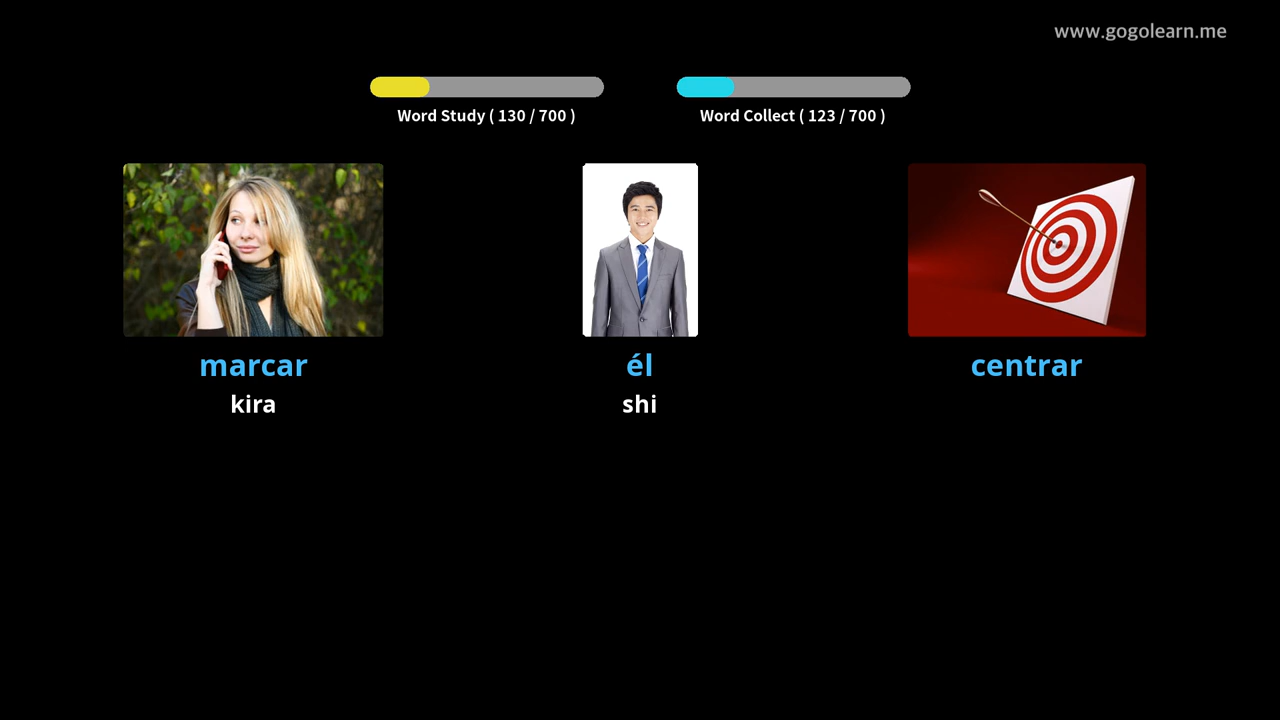 www.gogolearn.me
Word Study ( 130 / 700 )
Word Collect ( 123 / 700 )
marcar
él
centrar
kira
shi